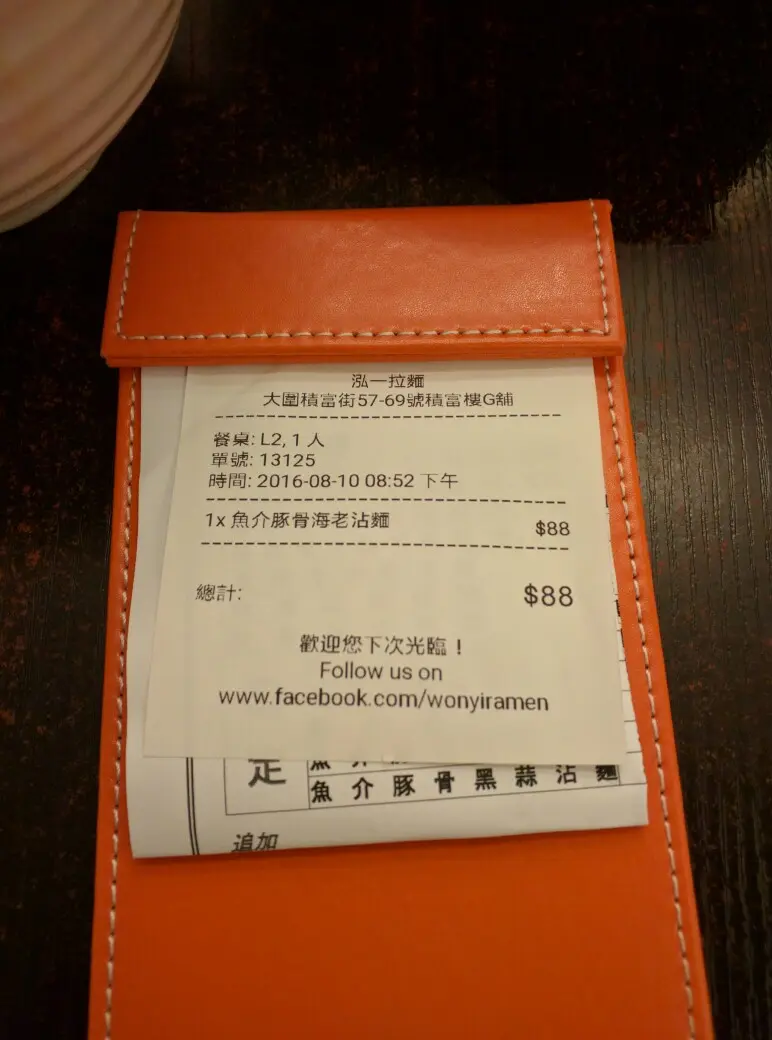 泓一拉麵
大圍積富街57-69號積富樓G舖
餐桌: L2, 1 人
單號: 13125
時間: 2016-08-10 08:52 下午
1x 魚介豚骨海老沾麵 $88
總計: $88
歡迎您下次光臨！
Follow us on
www.facebook.com/wonyiramen
魚介豚骨黑蒜沾麵
追加